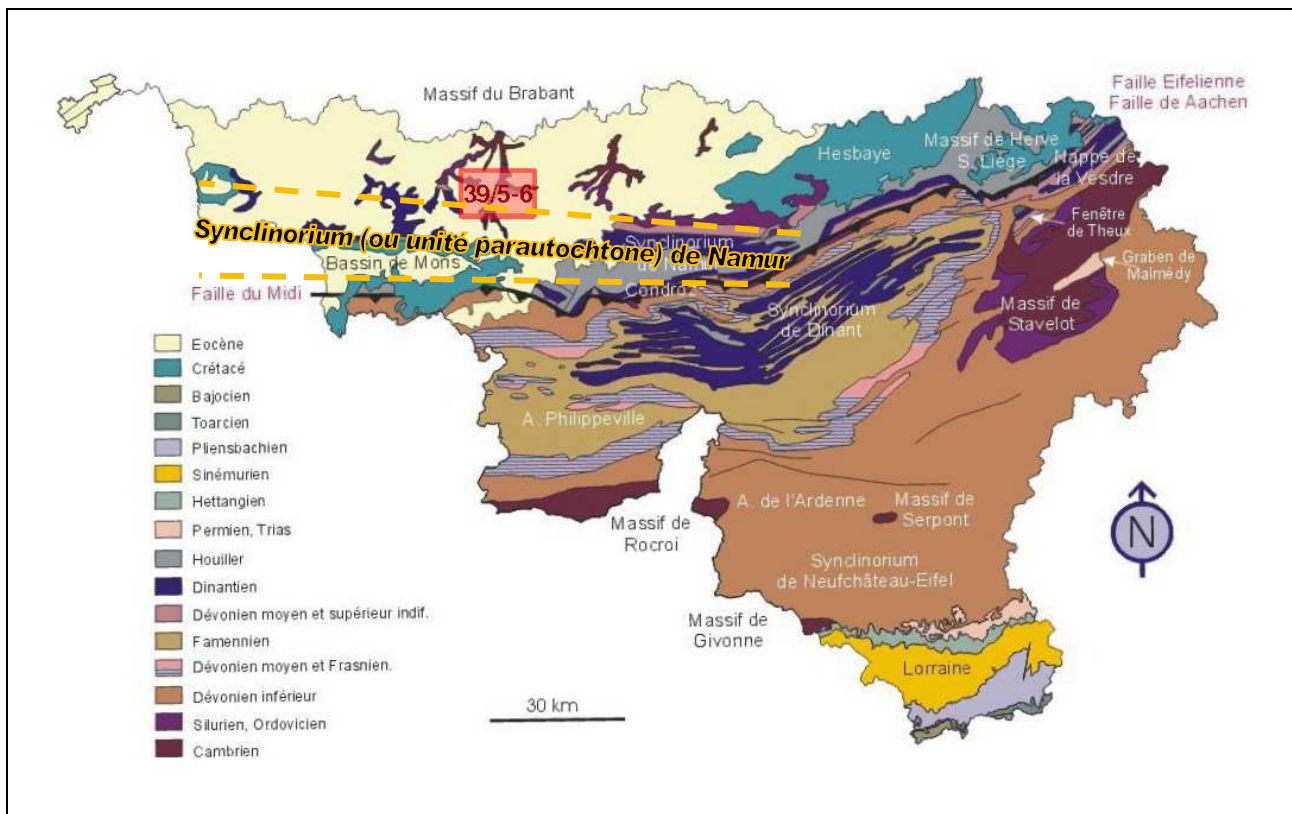 Massif du Brabant
Faille Eifelienne
Faille de Aachen
Massif de Herve
S. Liège
Hesbaye
Nappe de
la Vesdre
39/5-6
Fenêtre
de Theux
Synclinorium (ou unité parautochtone) de Namur
Synclinorium
de Namur
Bassin de Mons
Graben de
Malmédy
Faille du Midi
Condroz
Massif de
Stavelot
Synclinorium
de Dinant
Eocène
Crétacé
Bajocien
Toarcien
Pliensbachien
Sinémurien
Hettangien
Permien, Trias
Houiller
Dinantien
Dévonien moyen et supérieur indif.
Famennien
Dévonien moyen et Frasnien.
Dévonien inférieur
Silurien, Ordovicien
Cambrien
A. Philippeville
A. de l'Ardenne
Massif de
Serpont
Massif de
Rocroi
N
Synclinorium
de Neufchâteau-Eifel
Massif de
Givonne
Lorraine
30 km